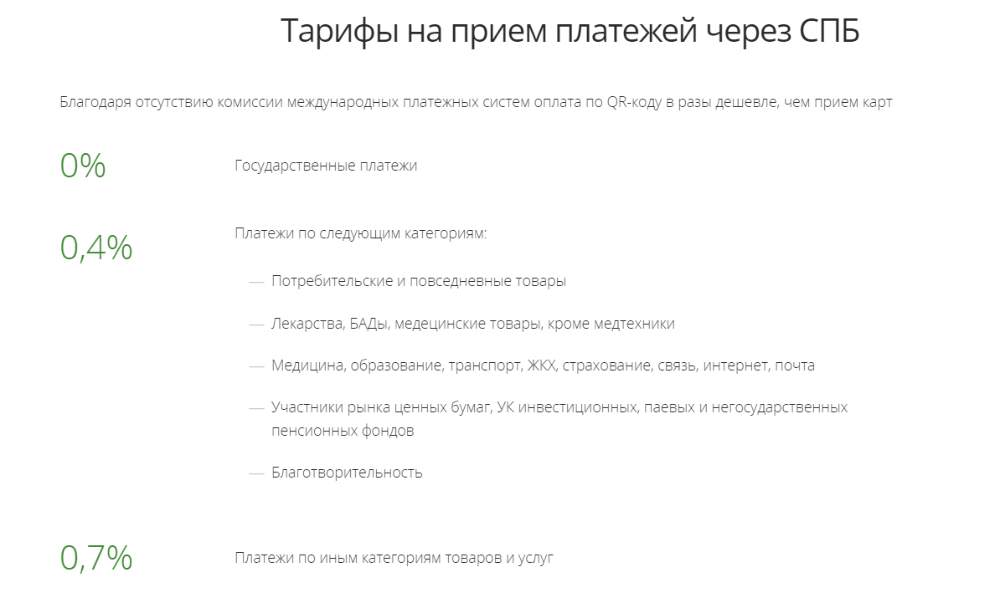 Тарифы на прием платежей через СПБ
Благодаря отсутствию комиссии международных платежных систем оплата по QR-коду в разы дешевле, чем прием карт
0%
Государственные платежи
0,4%
Платежи по следующим категориям:
— Потребительские и повседневные товары
— Лекарства, БАДы, медецинские товары, кроме медтехники
— Медицина, образование, транспорт, ЖКХ, страхование, связь, интернет, почта
— Участники рынка ценных бумаг, УК инвестиционных, паевых и негосударственных
пенсионных фондов
— Благотворительность
0,7%
Платежи по иным категориям товаров и услуг